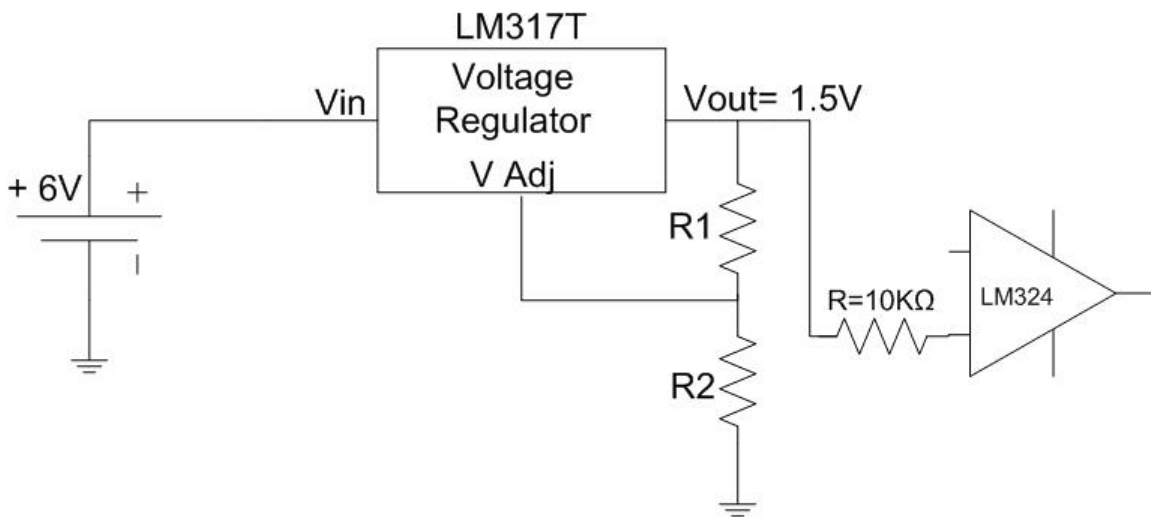 LM317T
Voltage
Regulator
V Adj
Vin
Vout= 1.5V
+ 6V
+
-
R1
R2
R=10KΩ
LM324